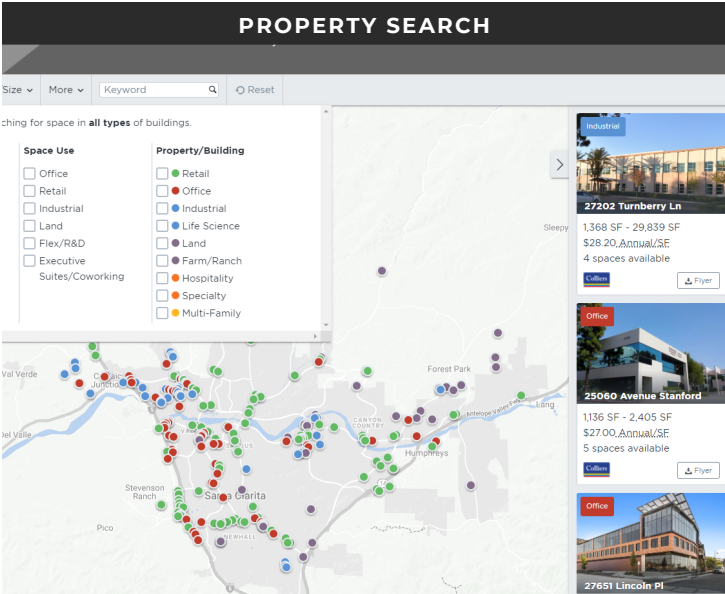 PROPERTY SEARCH
Size
More
Keyword
Reset
ching for space in all types of buildings.
Space Use
Office
Retail
Industrial
Land
Flex/R&D
Executive
Suites/Coworking
Property/Building
Retail
Office
Industrial
Life Science
Land
Farm/Ranch
Hospitality
Specialty
Multi-Family
Sleepy
Val Verde
Forest Park
Lang
Antelope Valley Fwy
CANYON
COUNTRY
Del Valle
Humphreys
Stevenson
Ranch
Santa Clarita
Pico
NEWHALL
Industrial
27202 Turnberry Ln
1,368 SF - 29,839 SF
$28.20 Annual/SF
4 spaces available
Colliers
Flyer
Office
25060 Avenue Stanford
1,136 SF - 2,405 SF
$27.00 Annual/SF
5 spaces available
Colliers
Flyer
Office
27651 Lincoln Pl